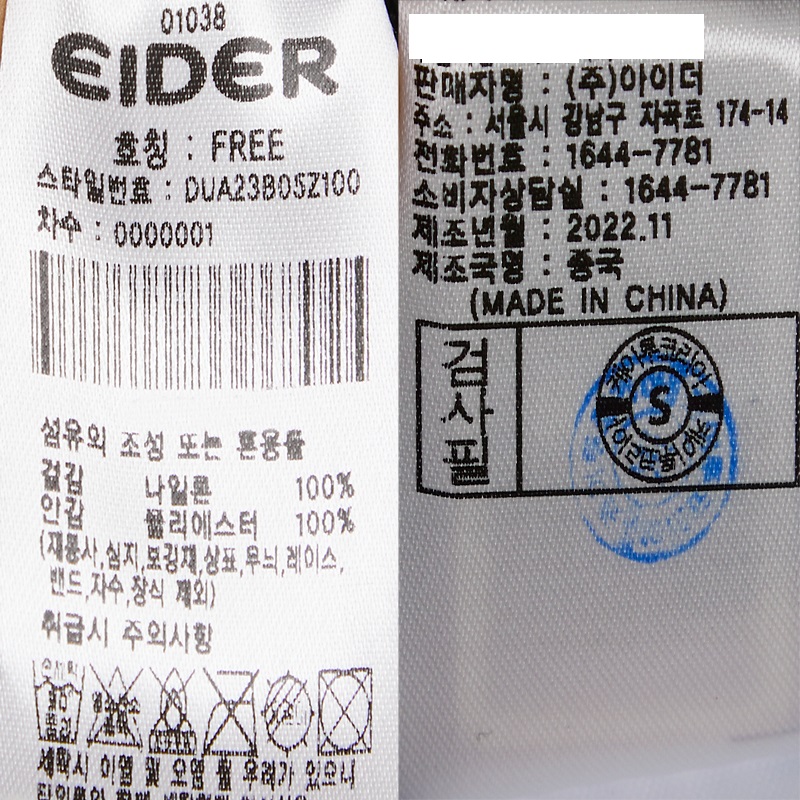 01038
EIDER
호칭 : FREE
스타일번호 : DUA23B05Z100
차수 : 0000001
섬유의 조성 또는 혼용률
겉감 나일론 100%
안감 폴리에스터 100%
(재봉사,심지,보강재,상표,무늬,레이스,
밴드,자수,장식 제외)
취급시 주의사항
세탁시 이염 및 오염 될 우려가 있으니
판매자명 : (주)아이더
주소 : 서울시 강남구 자곡로 174-14
전화번호 : 1644-7781
소비자상담실 : 1644-7781
제조년월 : 2022.11
제조국명 : 중국
(MADE IN CHINA)
검사필
케이투코리아
S